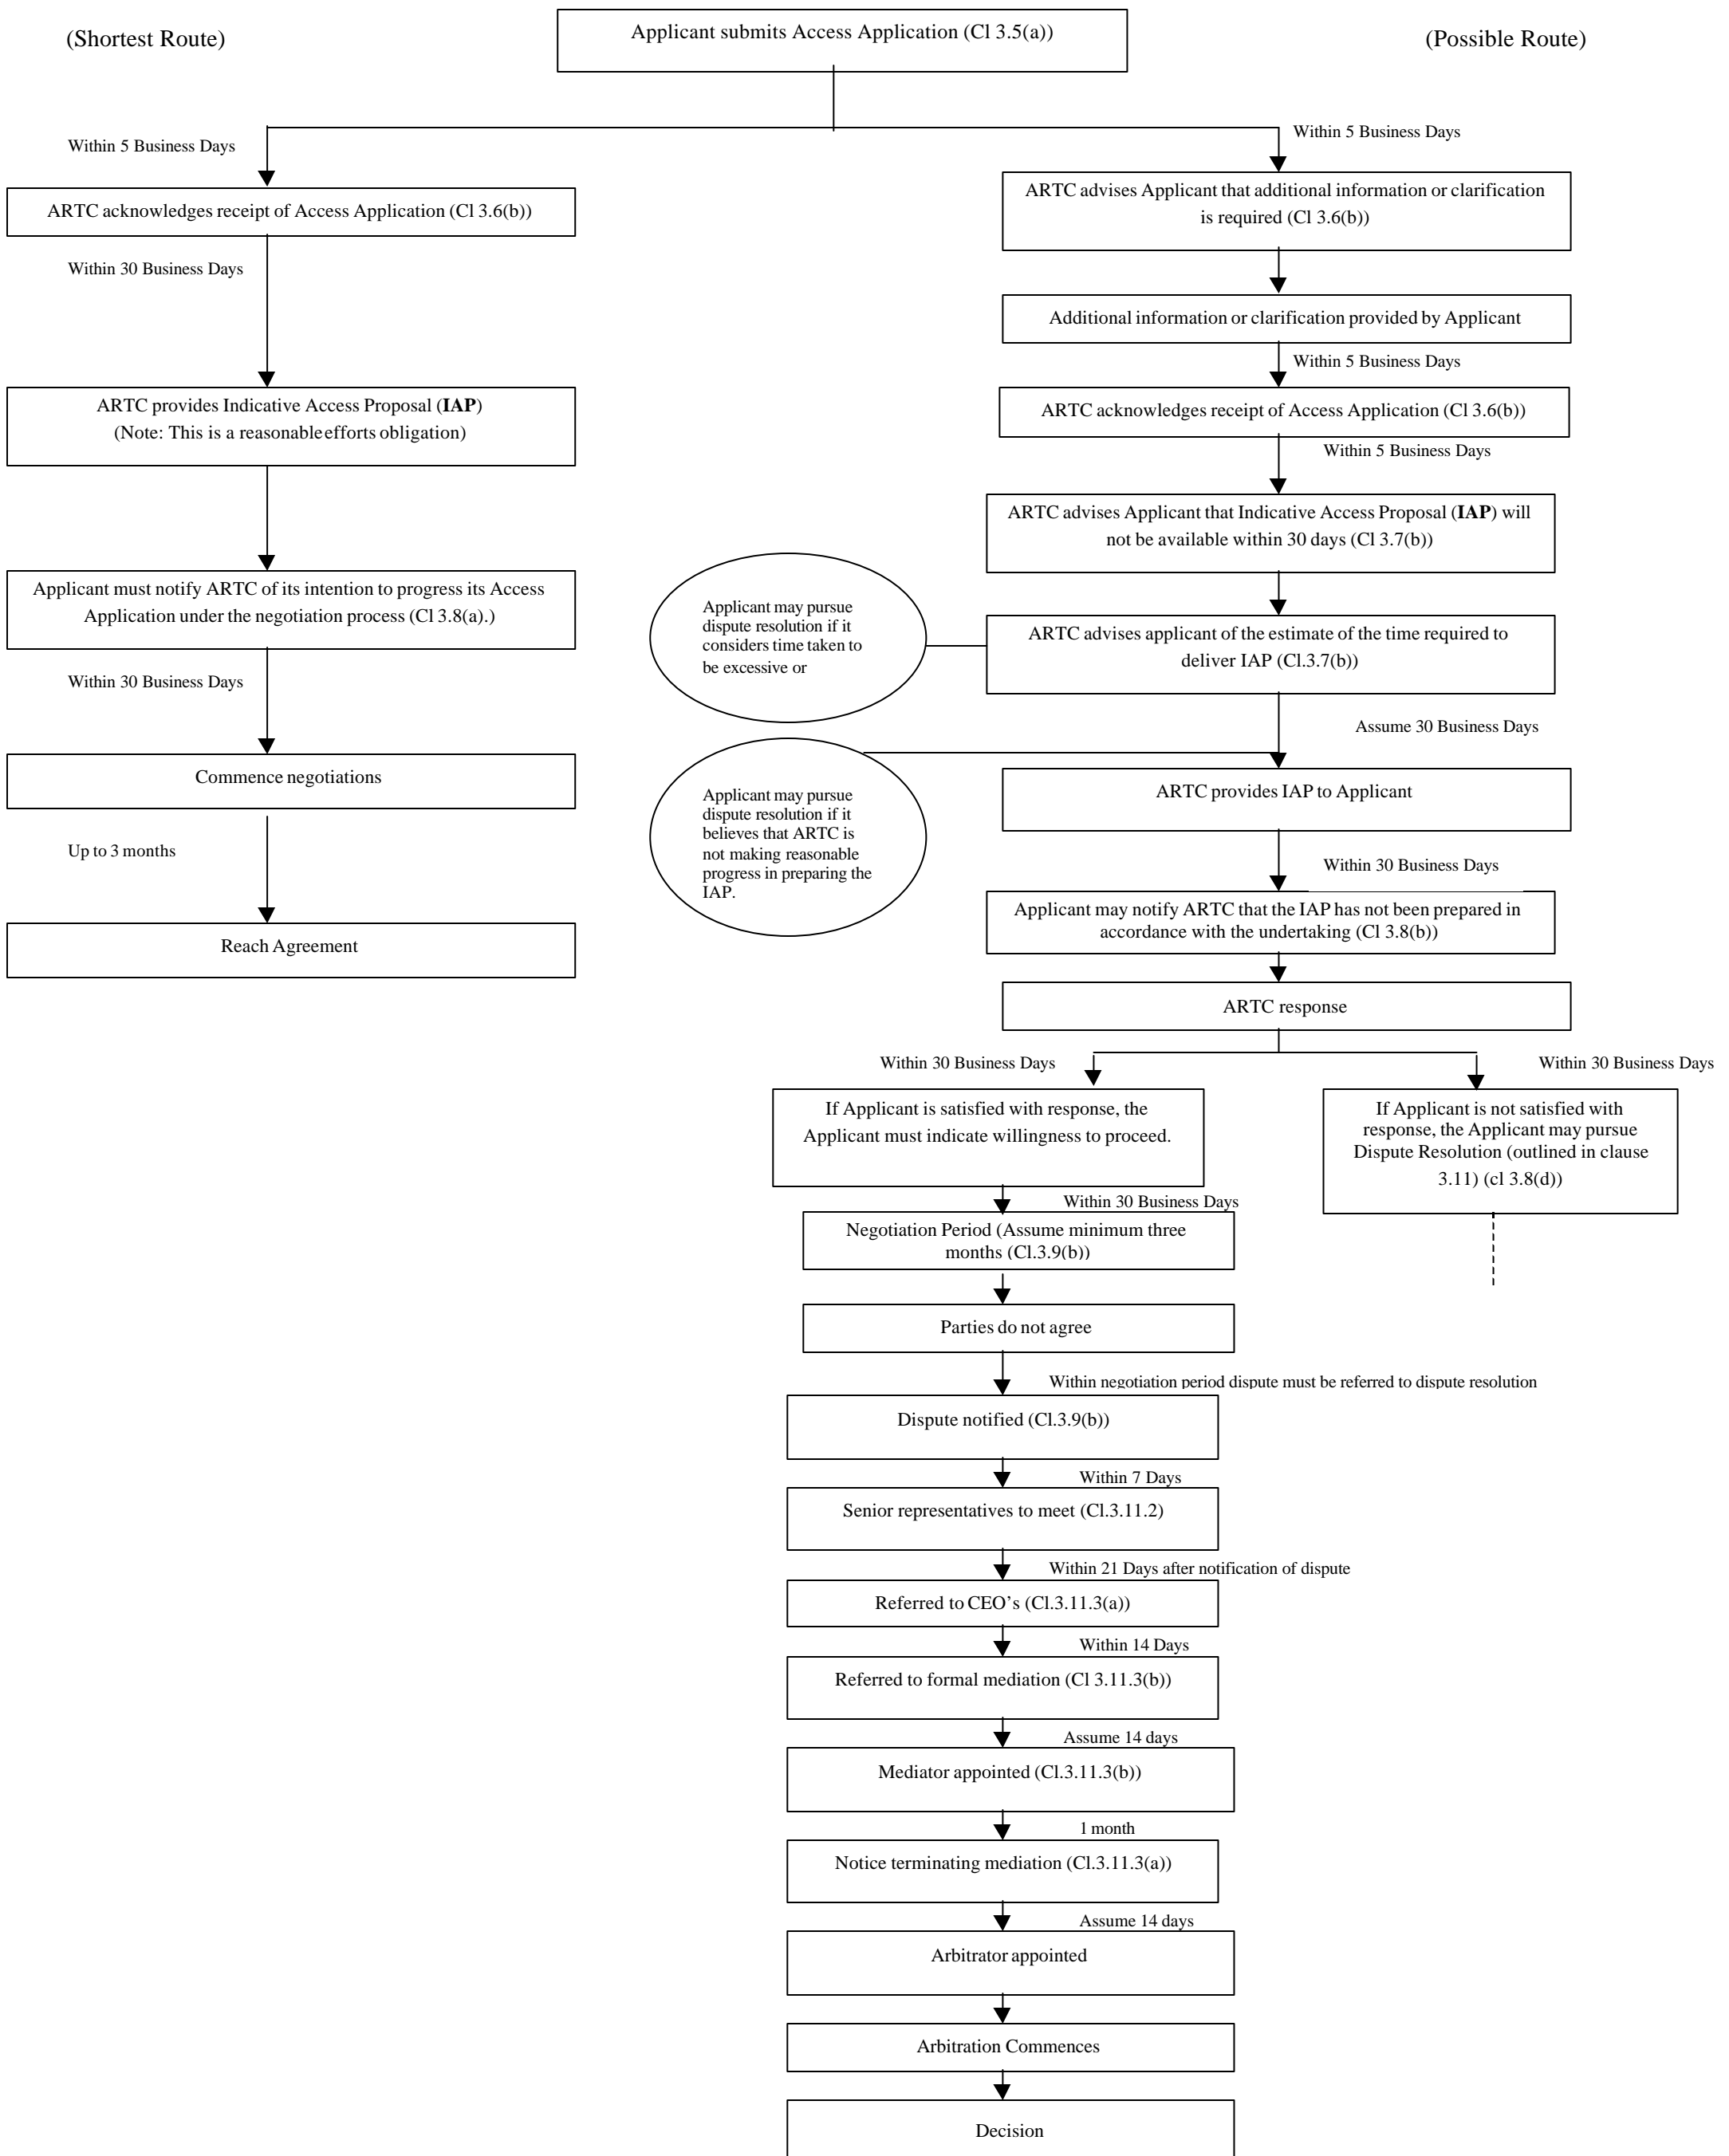 (Shortest Route)
Applicant submits Access Application (Cl 3.5(a))
(Possible Route)
Within 5 Business Days
ARTC acknowledges receipt of Access Application (Cl 3.6(b))
Within 30 Business Days
ARTC provides Indicative Access Proposal (IAP)
(Note: This is a reasonable efforts obligation)
Applicant must notify ARTC of its intention to progress its Access
Application under the negotiation process (Cl 3.8(a).)
Within 30 Business Days
Commence negotiations
Up to 3 months
Reach Agreement
Within 5 Business Days
ARTC advises Applicant that additional information or clarification
is required (Cl 3.6(b))
Additional information or clarification provided by Applicant
Within 5 Business Days
ARTC acknowledges receipt of Access Application (Cl 3.6(b))
Within 5 Business Days
ARTC advises Applicant that Indicative Access Proposal (IAP) will
not be available within 30 days (Cl 3.7(b))
Applicant may pursue
dispute resolution if it
considers time taken to
be excessive or
ARTC advises applicant of the estimate of the time required to
deliver IAP (Cl.3.7(b))
Assume 30 Business Days
Applicant may pursue
dispute resolution if it
believes that ARTC is
not making reasonable
progress in preparing the
IAP.
ARTC provides IAP to Applicant
Within 30 Business Days
Applicant may notify ARTC that the IAP has not been prepared in
accordance with the undertaking (Cl 3.8(b))
ARTC response
Within 30 Business Days
Within 30 Business Days
If Applicant is satisfied with response, the
Applicant must indicate willingness to proceed.
If Applicant is not satisfied with
response, the Applicant may pursue
Dispute Resolution (outlined in clause
3.11) (cl 3.8(d))
Within 30 Business Days
Negotiation Period (Assume minimum three
months (Cl.3.9(b))
Parties do not agree
Within negotiation period dispute must be referred to dispute resolution
Dispute notified (Cl.3.9(b))
Within 7 Days
Senior representatives to meet (Cl.3.11.2)
Within 21 Days after notification of dispute
Referred to CEO's (Cl.3.11.3(a))
Within 14 Days
Referred to formal mediation (Cl 3.11.3(b))
Assume 14 days
Mediator appointed (Cl.3.11.3(b))
1 month
Notice terminating mediation (Cl.3.11.3(a))
Assume 14 days
Arbitrator appointed
Arbitration Commences
Decision